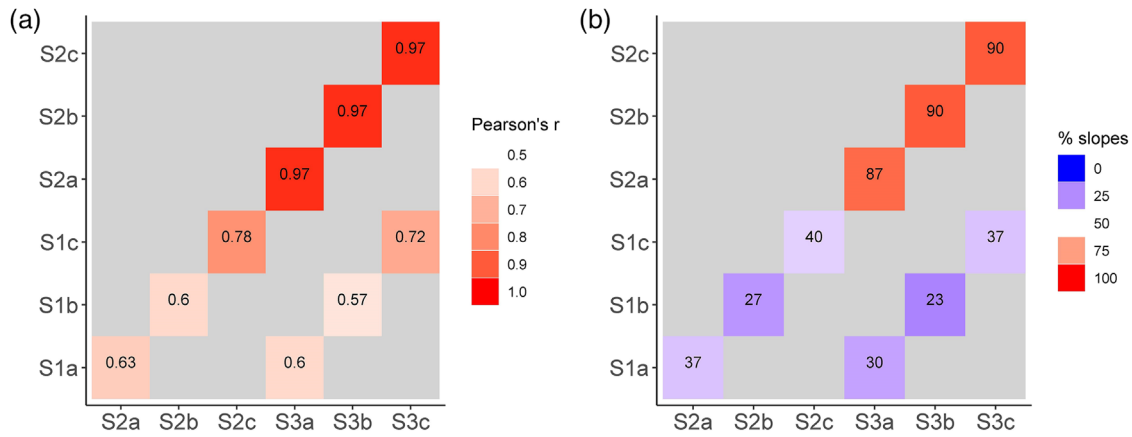 (a)
S2c
0.97
S2b
0.97
S2a
0.97
S1c
0.78
0.72
S1b
0.6
0.57
S1a
0.63
0.6
S2a S2b S2c S3a S3b S3c
Pearson's r
0.5
0.6
0.7
0.8
0.9
1.0
(b)
S2c
90
S2b
90
S2a
87
S1c
40
37
S1b
27
23
S1a
37
30
S2a S2b S2c S3a S3b S3c
% slopes
0
25
50
75
100